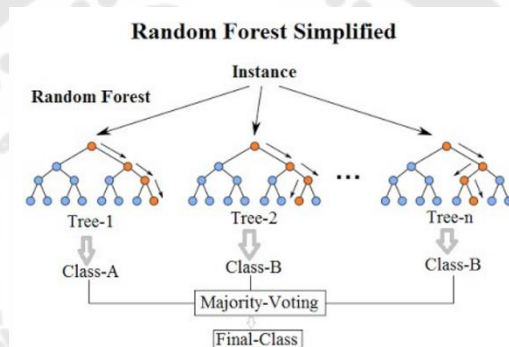 Random Forest Simplified
Instance
Random Forest
...
Tree-1
Tree-2
Tree-n
Class-A
Class-B
Class-B
Majority-Voting
Final-Class